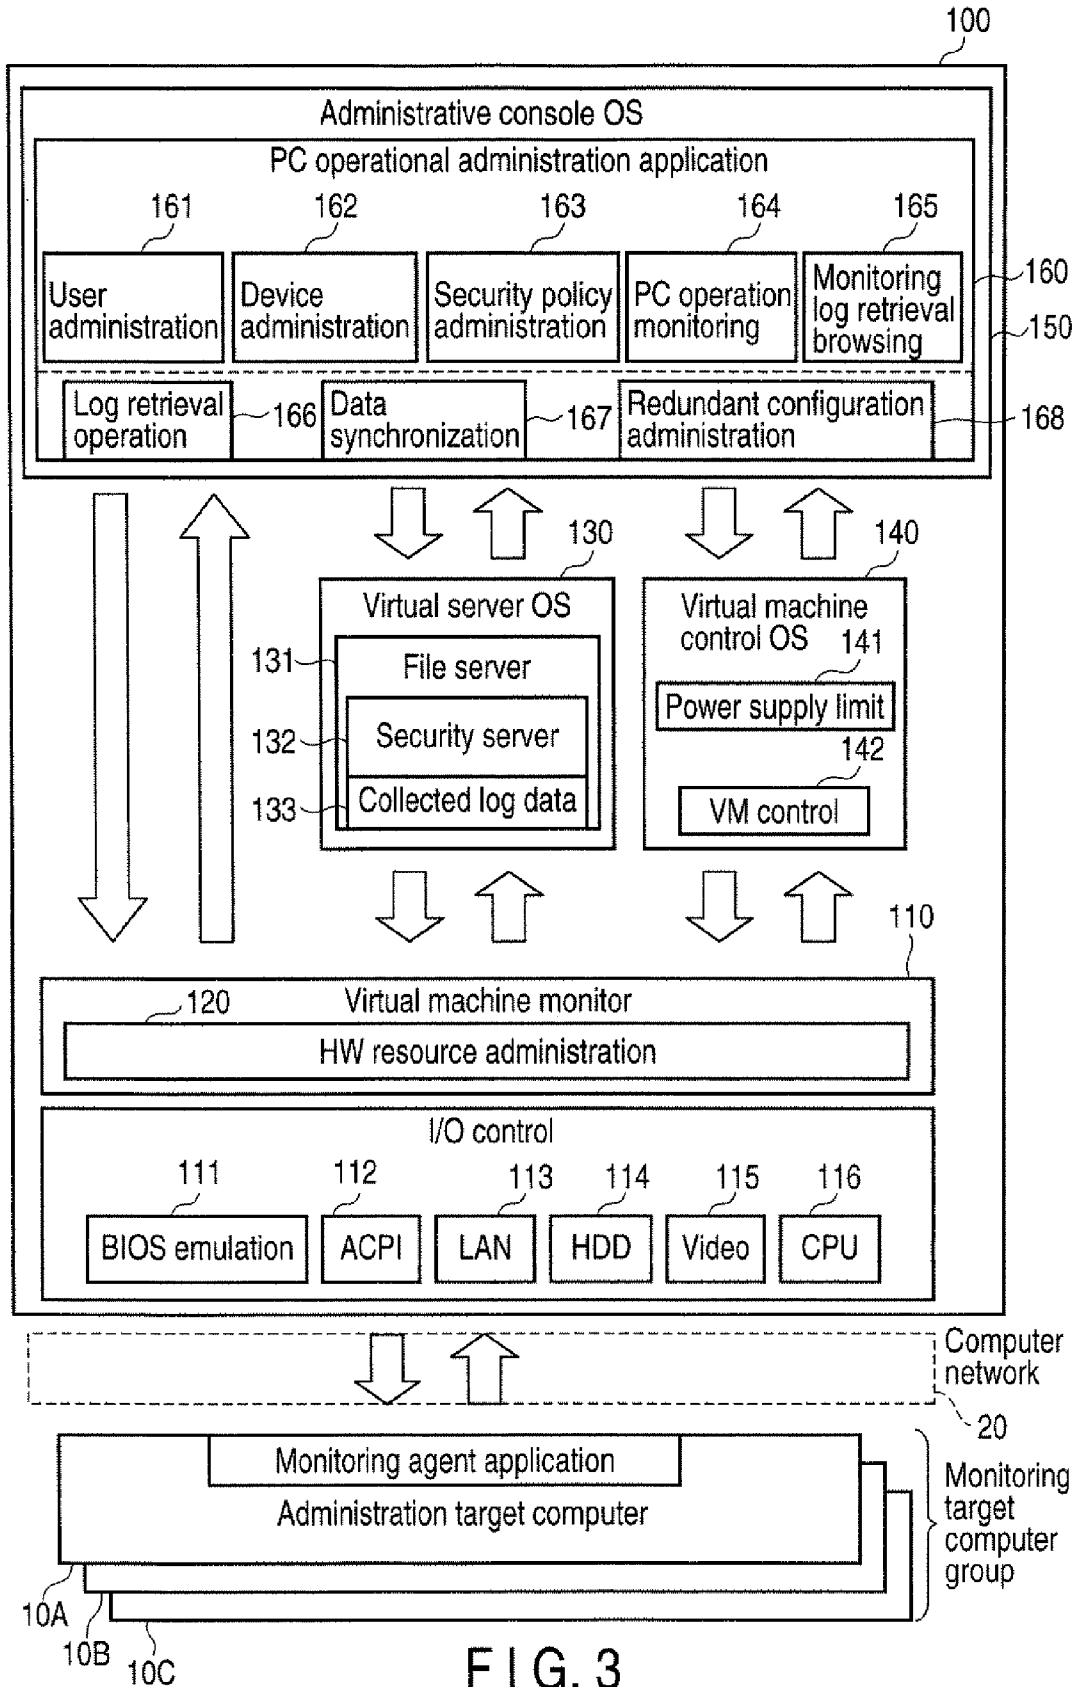 100
Administrative console OS
PC operational administration application
161
162
163
164
165
User
administration
Device
administration
Security policy
administration
PC operation
monitoring
Monitoring
log retrieval
browsing
160
150
Log retrieval
operation
166
Data
synchronization
167
Redundant configuration
administration
168
130
140
Virtual server OS
131
File server
132
Security server
133
Collected log data
Virtual machine
control OS
141
Power supply limit
142
VM control
110
120
Virtual machine monitor
HW resource administration
I/O control
111
112
113
114
115
116
BIOS emulation
ACPI
LAN
HDD
Video
CPU
Computer
network
20
Monitoring agent application
Administration target computer
Monitoring
target
computer
group
10A
10B
10C
FIG. 3